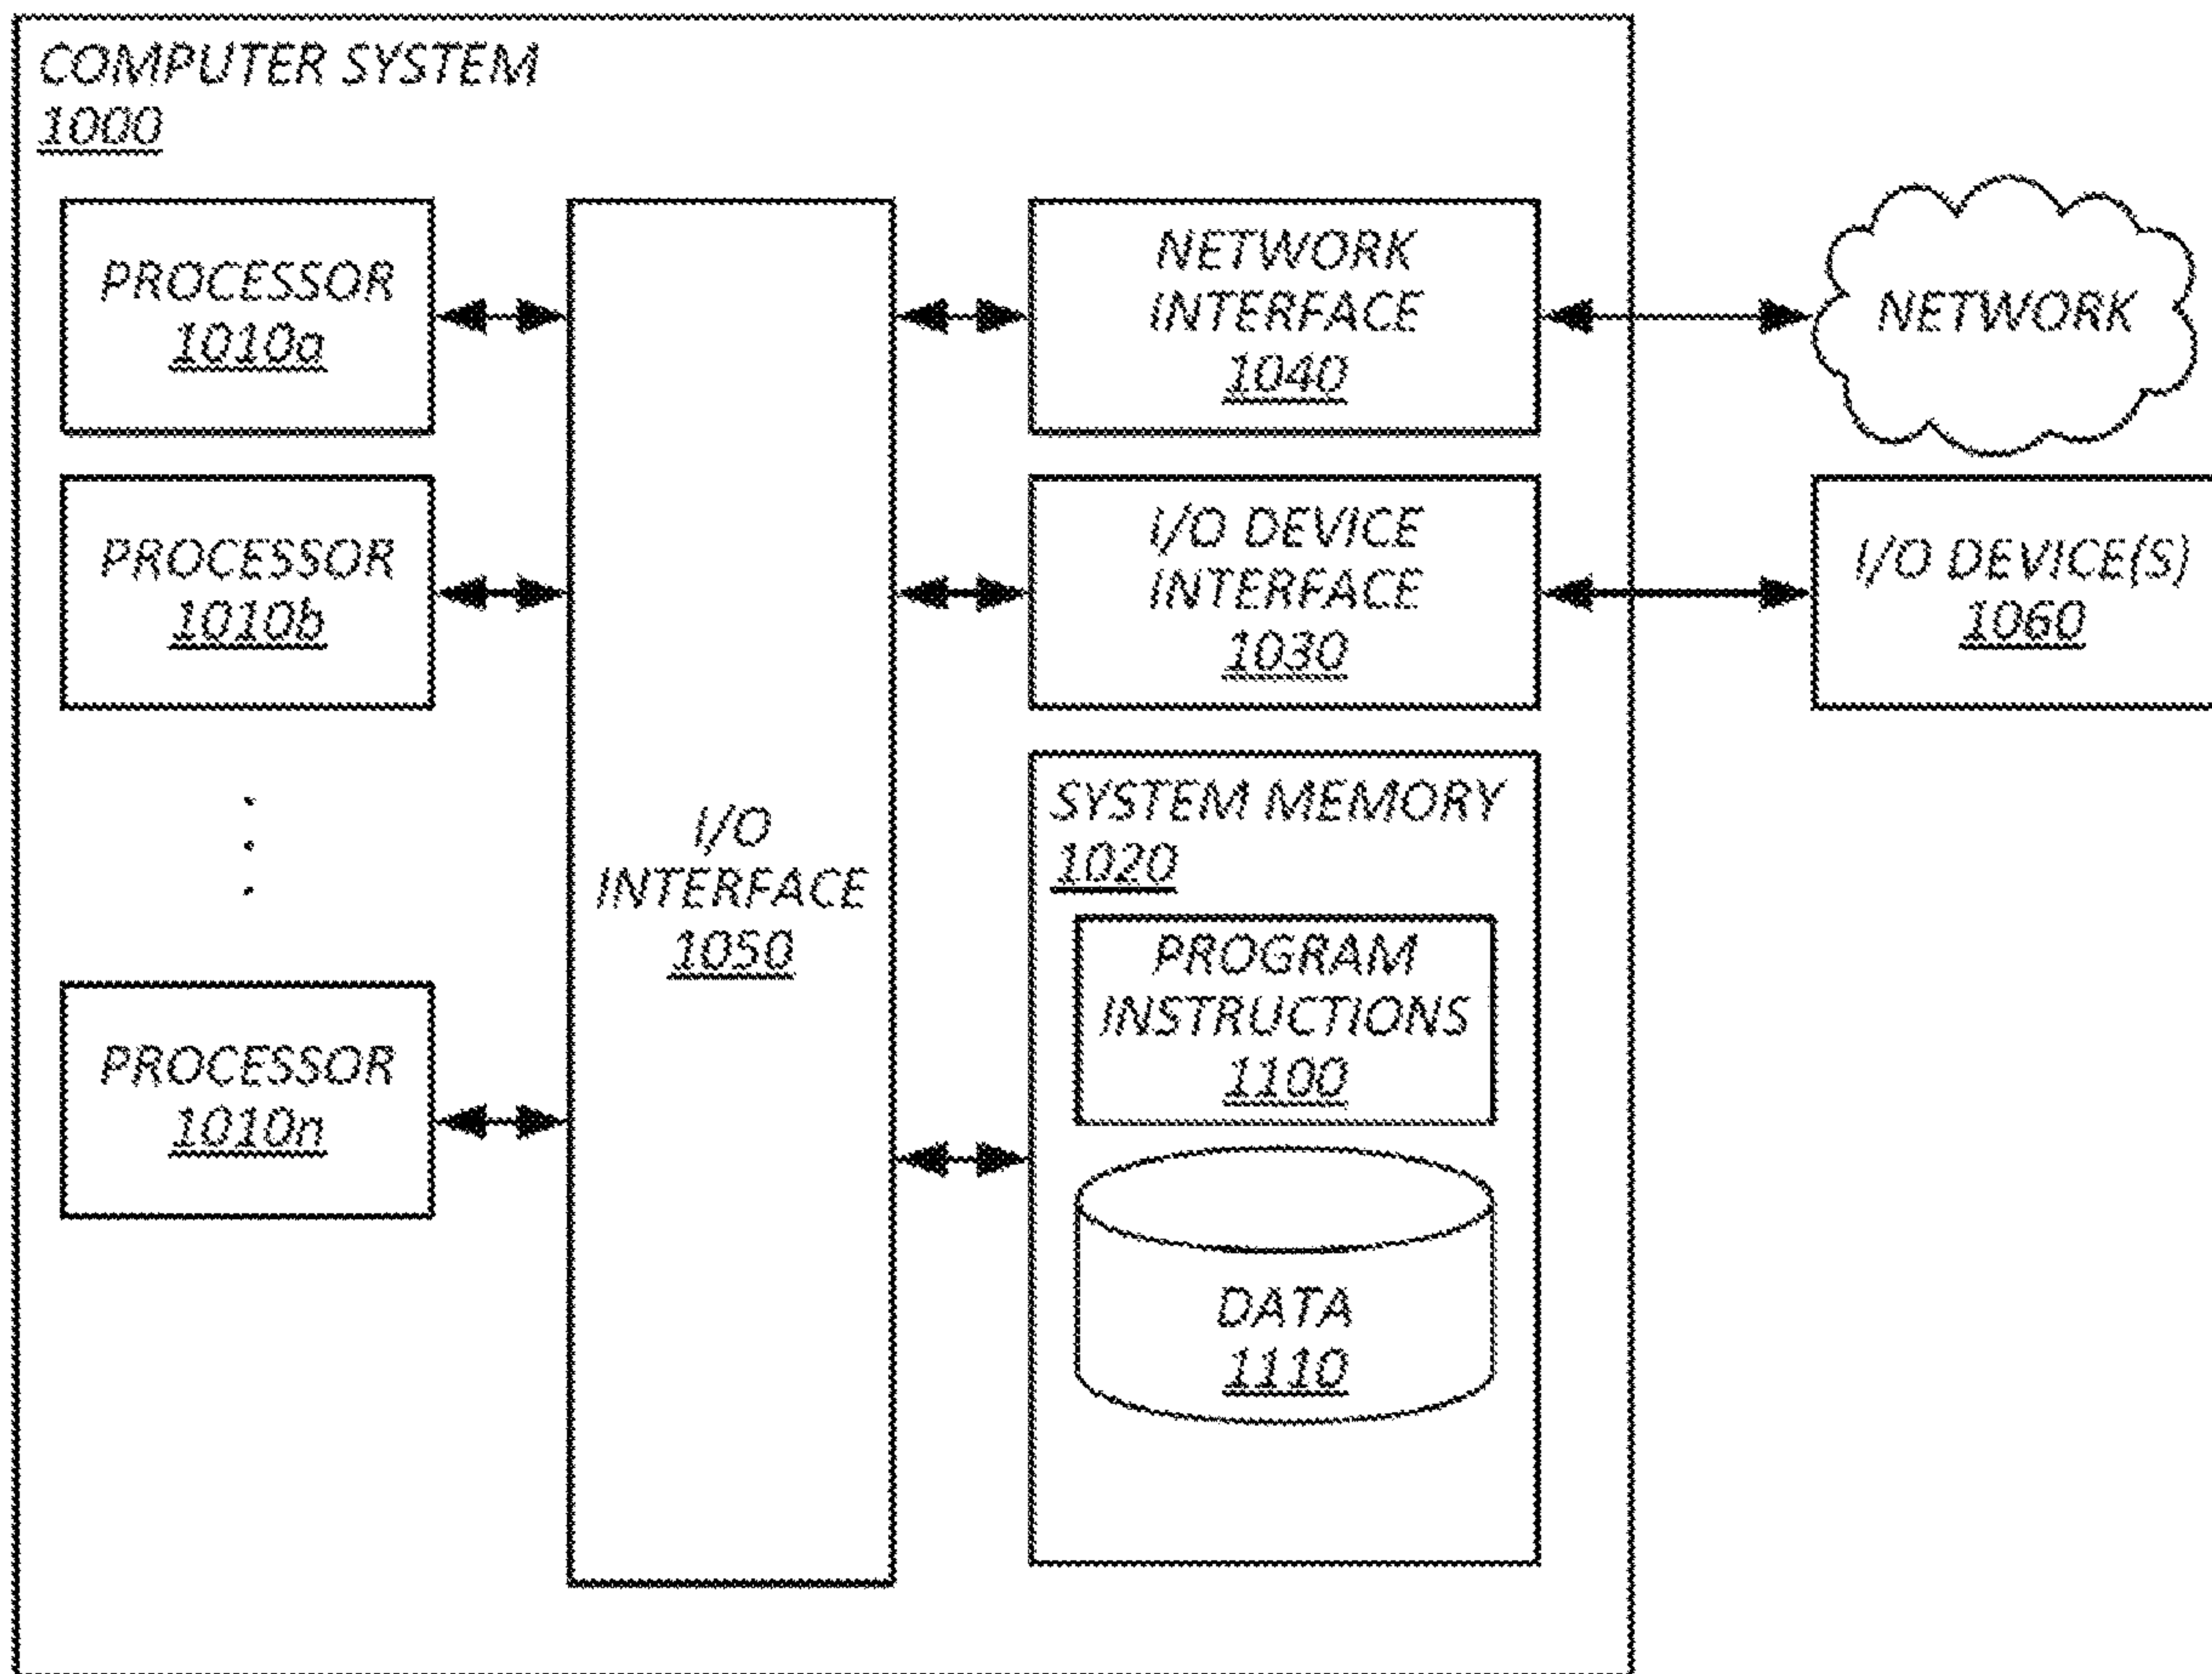 COMPUTER SYSTEM
1000
PROCESSOR
1010a
PROCESSOR
1010b
PROCESSOR
1010n
I/O
INTERFACE
1050
NETWORK
INTERFACE
1040
I/O DEVICE
INTERFACE
1030
SYSTEM MEMORY
1020
PROGRAM
INSTRUCTIONS
1100
DATA
1110
NETWORK
I/O DEVICE(S)
1060